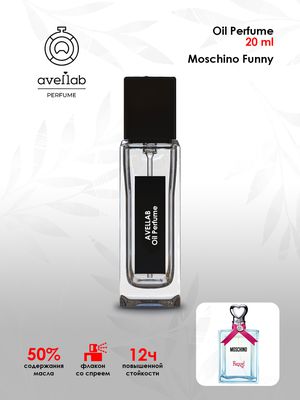 avellab
PERFUME
Oil Perfume
20 ml
Moschino Funny
AVELLAB
Oil Perfume
50%
содержания
масла
флакон
со спреем
12ч
повышенной
стойкости
MOSCHINO
Funny!